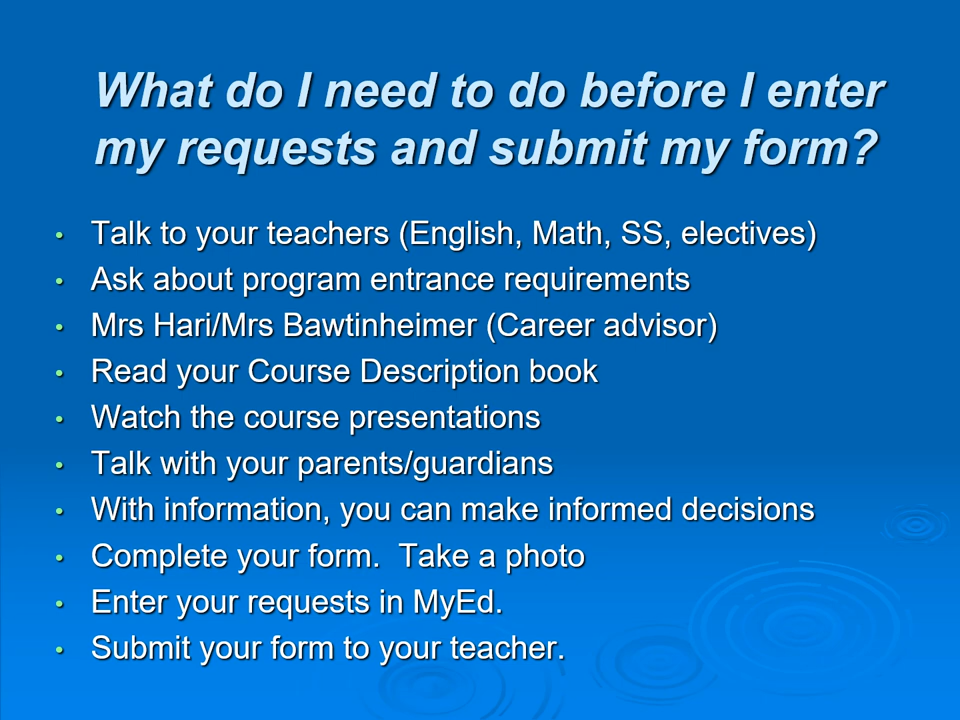 What do I need to do before I enter
my requests and submit my form?
• Talk to your teachers (English, Math, SS, electives)
• Ask about program entrance requirements
• Mrs Hari/Mrs Bawtinheimer (Career advisor)
• Read your Course Description book
• Watch the course presentations
• Talk with your parents/guardians
• With information, you can make informed decisions
• Complete your form.  Take a photo
• Enter your requests in MyEd.
• Submit your form to your teacher.